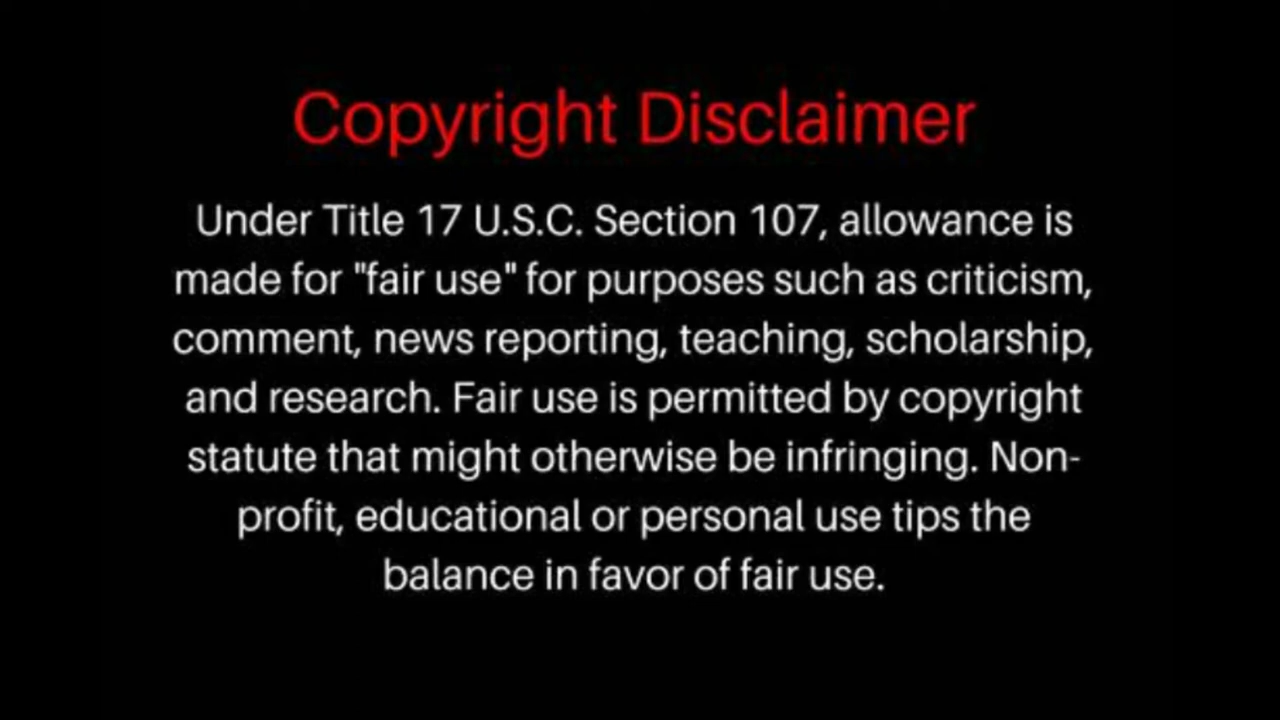 Copyright Disclaimer
Under Title 17 U.S.C. Section 107, allowance is
made for "fair use" for purposes such as criticism,
comment, news reporting, teaching, scholarship,
and research. Fair use is permitted by copyright
statute that might otherwise be infringing. Non-
profit, educational or personal use tips the
balance in favor of fair use.